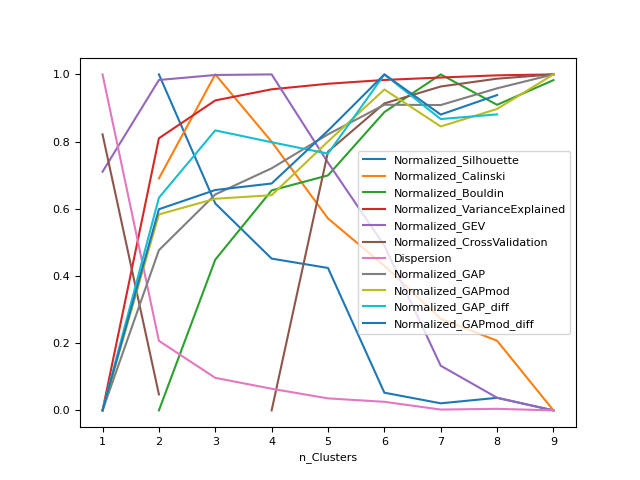 1.0
0.8
0.6
0.4
0.2
0.0
Normalized_Silhouette
Normalized_Calinski
Normalized_Bouldin
Normalized_VarianceExplained
Normalized_GEV
Normalized_CrossValidation
Dispersion
Normalized_GAP
Normalized_GAPmod
Normalized_GAP_diff
Normalized_GAPmod_diff
1 2 3 4 5 6 7 8 9
n_Clusters